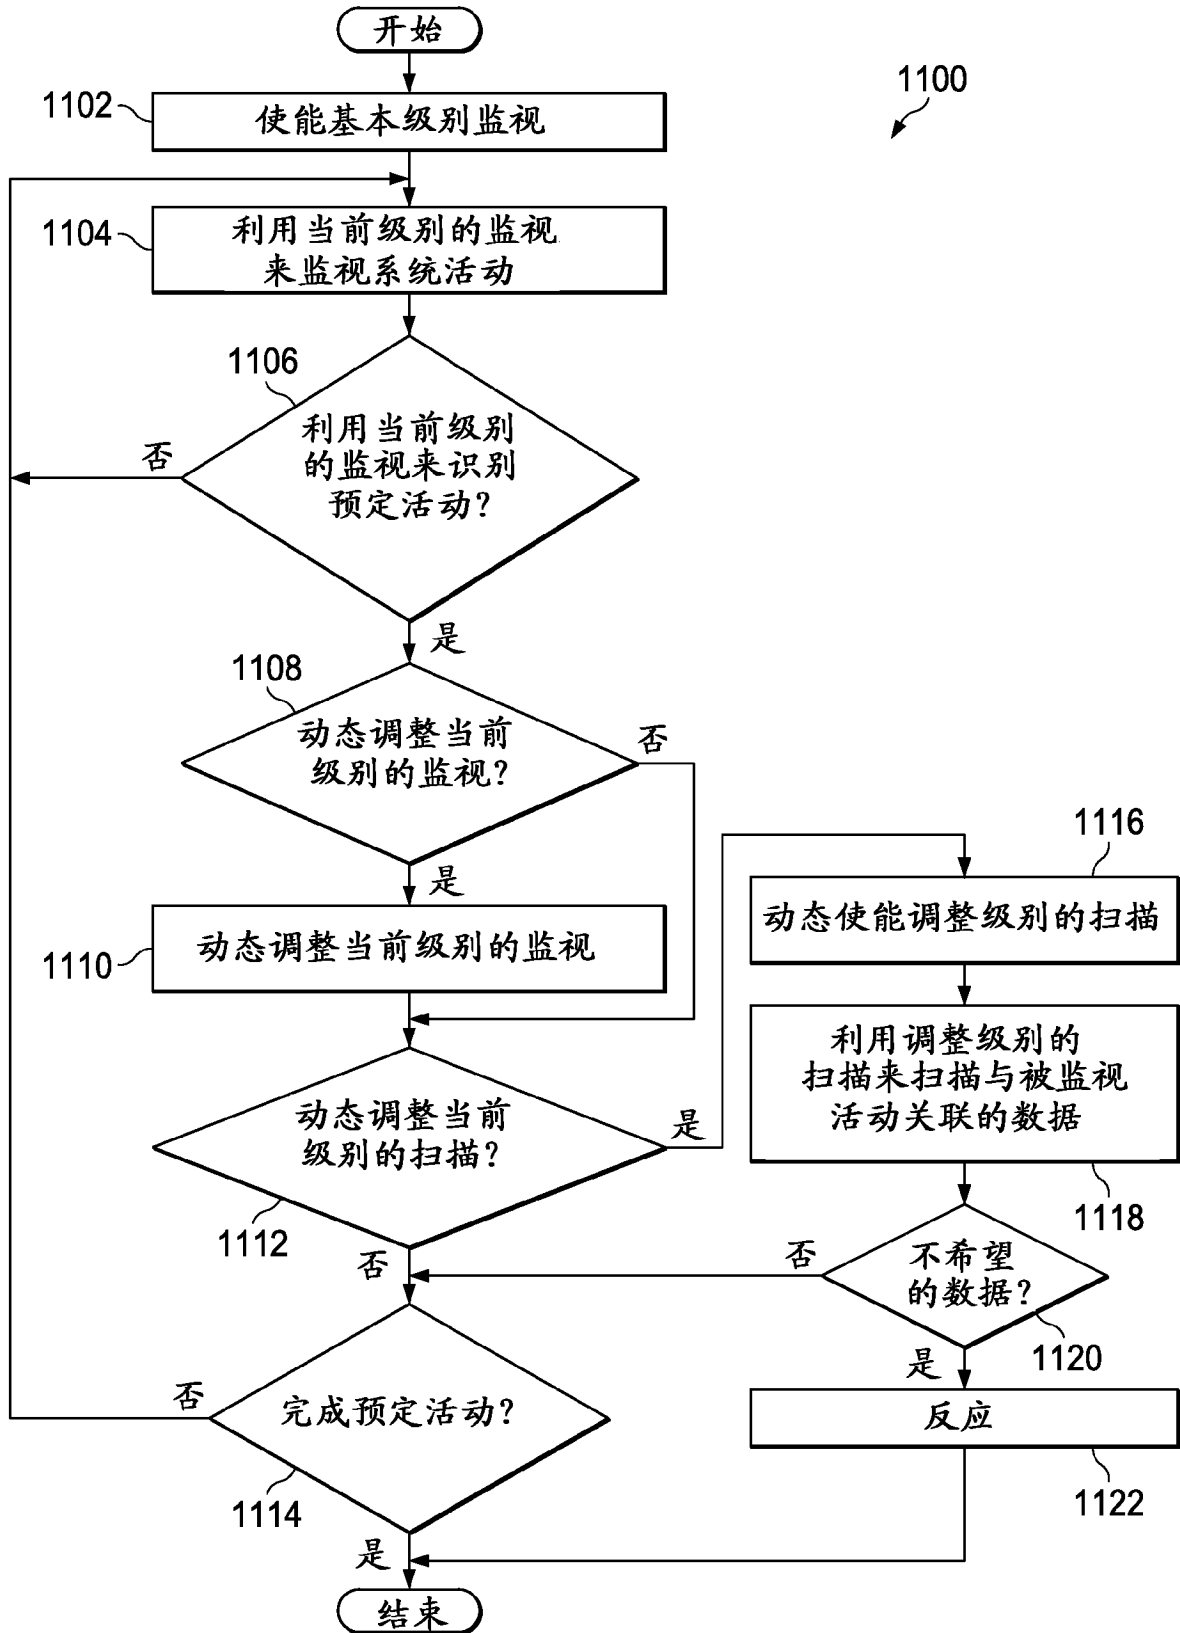 开始
1100
1102
使能基本级别监视
1104
利用当前级别的监视
来监视系统活动
1106
利用当前级别
的监视来识别
预定活动?
否
是
1108
动态调整当前
级别的监视?
否
是
1110
动态调整当前级别的监视
动态调整当前
级别的扫描?
是
1112
否
1116
动态使能调整级别的扫描
利用调整级别的
扫描来扫描与被监视
活动关联的数据
1118
不希望
的数据?
否
1120
是
反应
1122
完成预定活动?
否
1114
是
结束